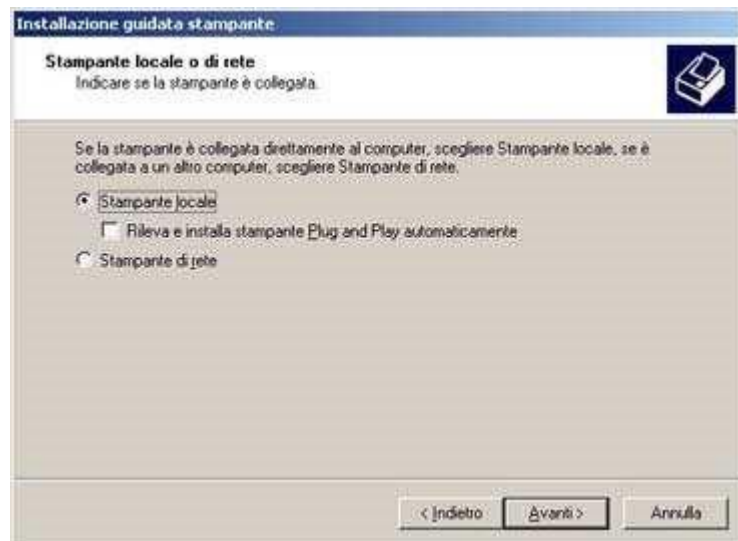 Installazione guidata stampante
Stampante locale o di rete
Indicare se la stampante è collegata.
Se la stampante è collegata direttamente al computer, scegliere Stampante locale, se è
collegata a un altro computer, scegliere Stampante di rete.
Stampante locale
Rileva e installa stampante Plug and Play automaticamente
Stampante di rete
< Indietro Avanti > Annulla